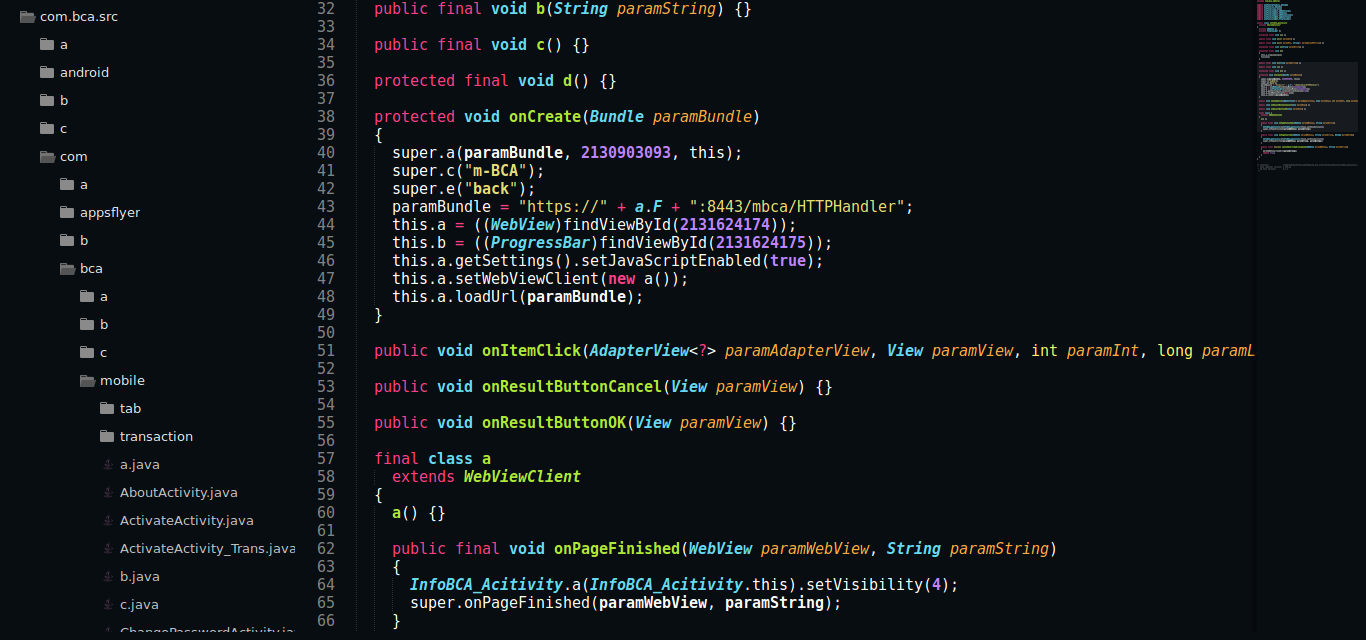 com.bca.src
a
android
b
c
com
a
appsflyer
b
bca
a
b
c
mobile
tab
transaction
a.java
AboutActivity.java
ActivateActivity.java
ActivateActivity_Trans.java
b.java
c.java
ChangePasswordActivity.ja
32 public final void b(String paramString) {}
33
34 public final void c() {}
35
36 protected final void d() {}
37
38 protected void onCreate(Bundle paramBundle)
39 {
40 super.a(paramBundle, 2130903093, this);
41 super.c("m-BCA");
42 super.e("back");
43 paramBundle = "https://" + a.F + ":8443/mbca/HTTPHandler";
44 this.a = ((WebView)findViewById(2131624174));
45 this.b = ((ProgressBar)findViewById(2131624175));
46 this.a.getSettings().setJavaScriptEnabled(true);
47 this.a.setWebViewClient(new a());
48 this.a.loadUrl(paramBundle);
49 }
50
51 public void onItemClick(AdapterView<?> paramAdapterView, View paramView, int paramInt, long paramL
52
53 public void onResultButtonCancel(View paramView) {}
54
55 public void onResultButtonOK(View paramView) {}
56
57 final class a
58 extends WebViewClient
59 {
60 a() {}
61
62 public final void onPageFinished(WebView paramWebView, String paramString)
63 {
64 InfoBCA_Acitivity.a(InfoBCA_Acitivity.this).setVisibility(4);
65 super.onPageFinished(paramWebView, paramString);
66 }